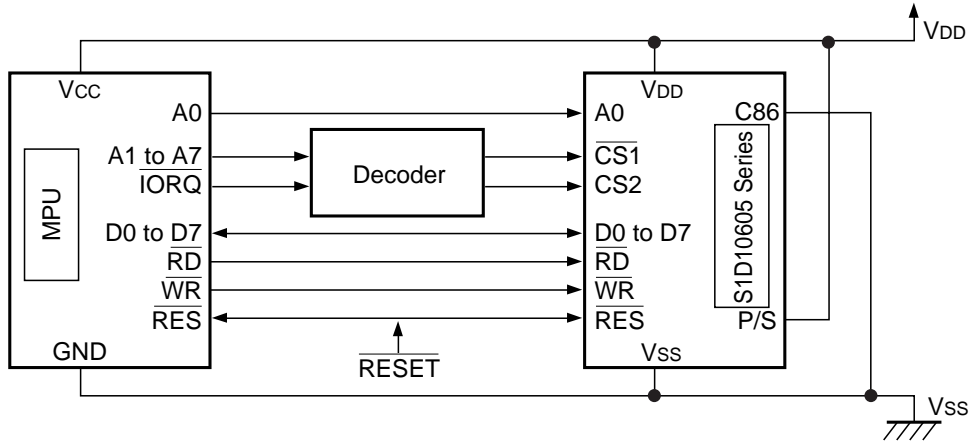 VDD
VCC
VDD
A0
A0
C86
A1 to A7
Decoder
CS1
IORQ
CS2
MPU
S1D10605 Series
D0 to D7
D0 to D7
RD
RD
WR
WR
RES
RES
P/S
GND
RESET
VSS
VSS